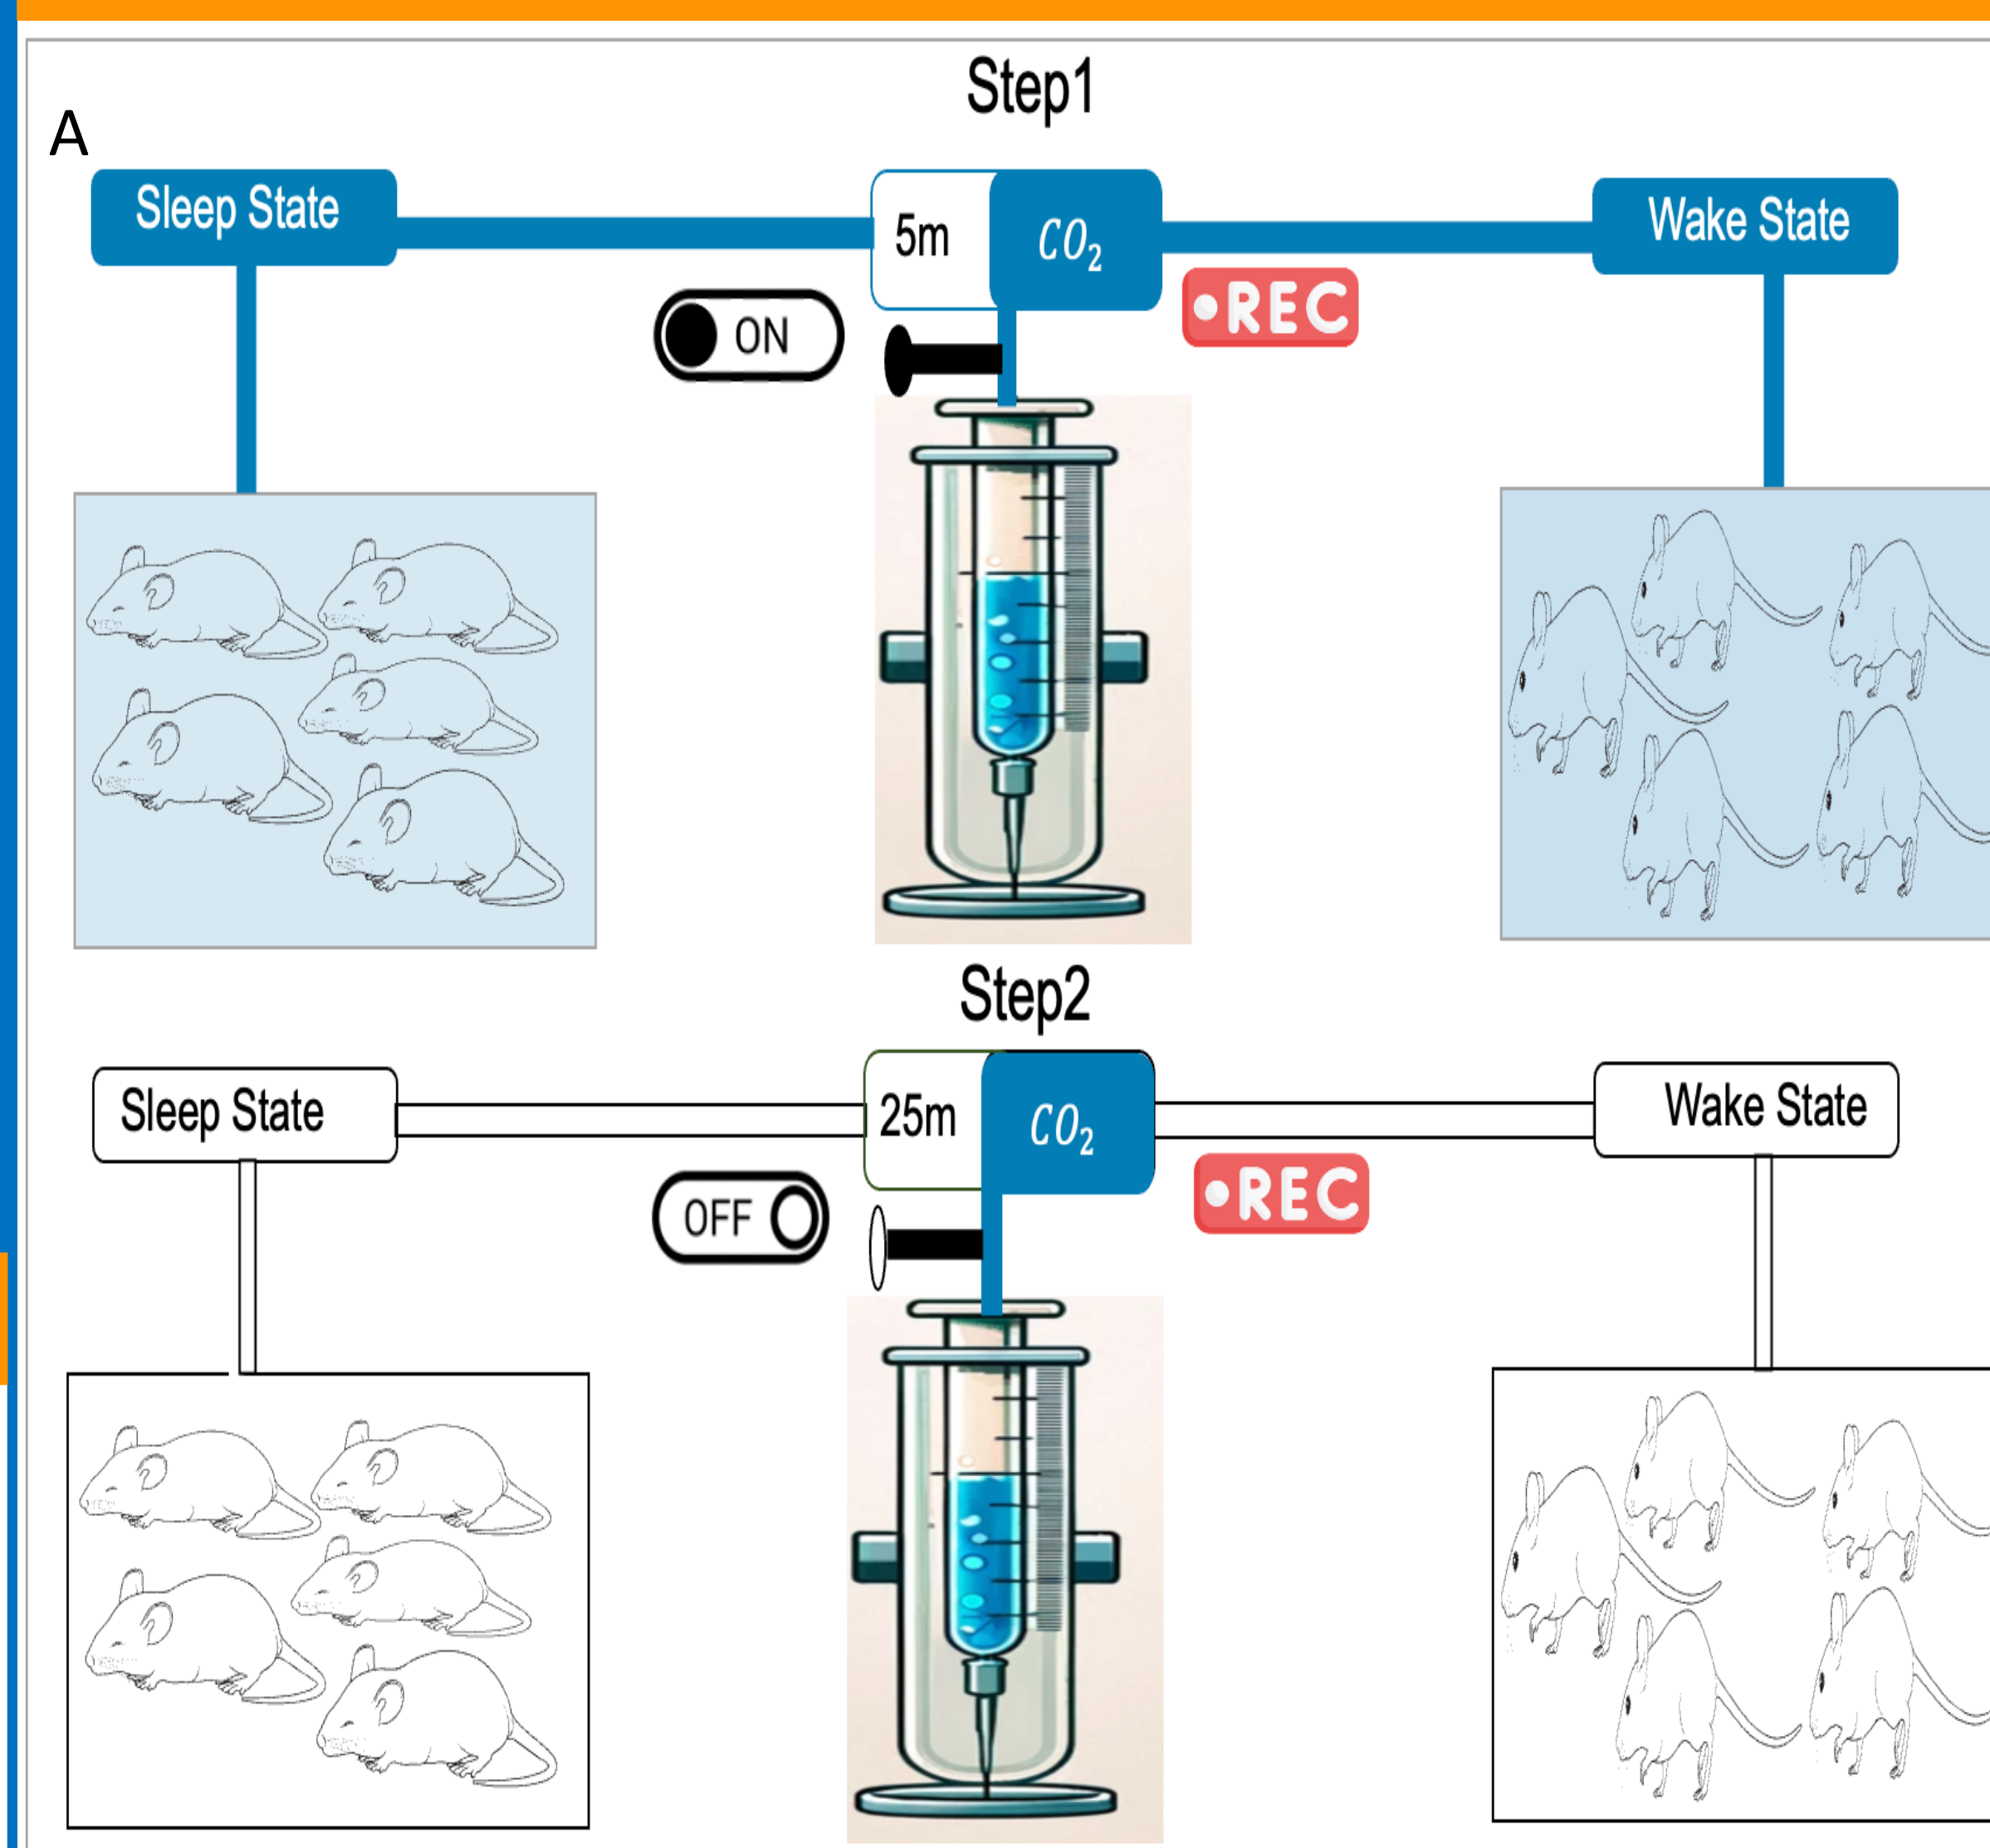 Step1
A
Sleep State
5m
CO₂
Wake State
ON
REC
Step2
Sleep State
25m
CO₂
Wake State
OFF
REC